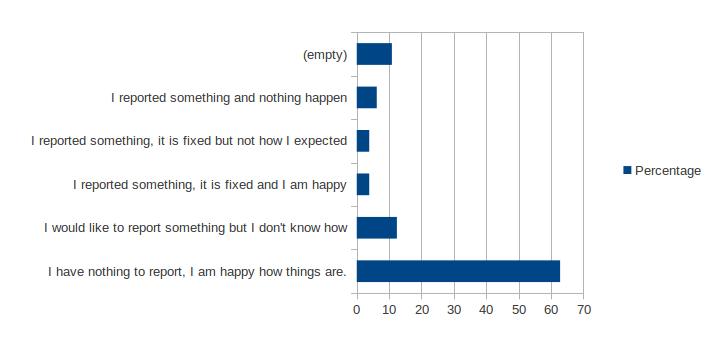 (empty)
I reported something and nothing happen
I reported something, it is fixed but not how I expected
I reported something, it is fixed and I am happy
I would like to report something but I don't know how
I have nothing to report, I am happy how things are.
0 10 20 30 40 50 60 70
Percentage